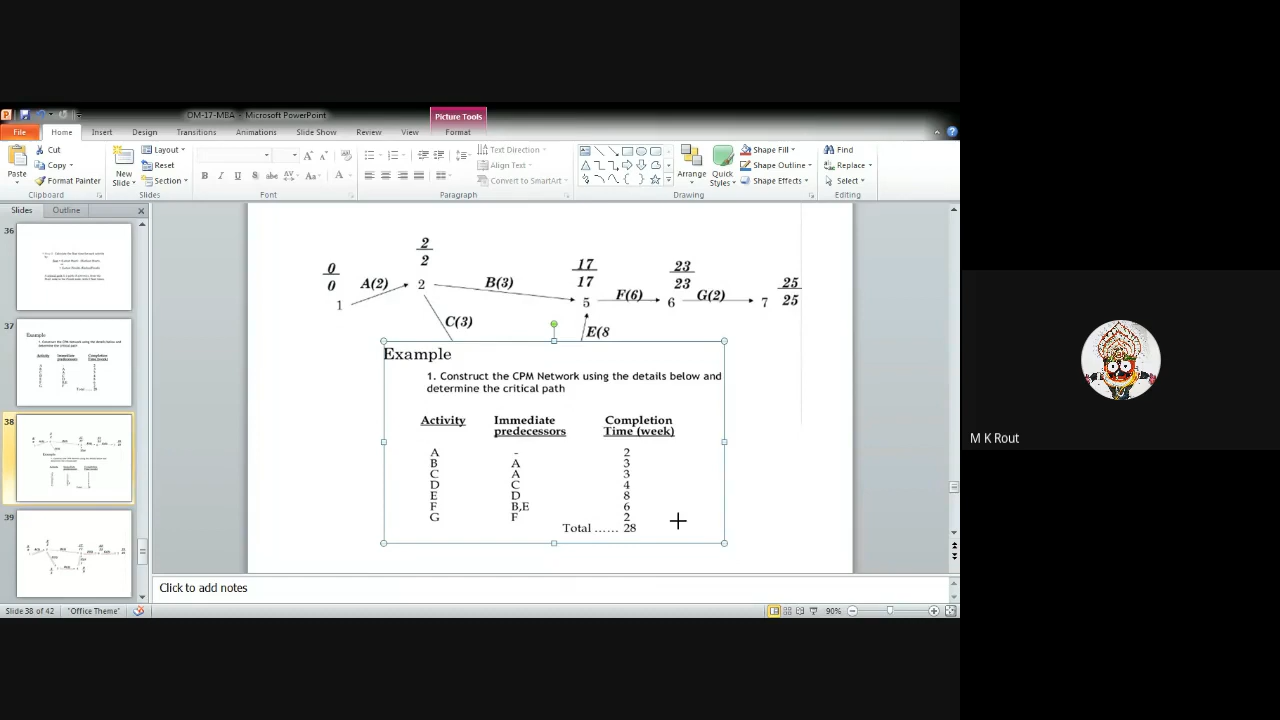 OM-17-MBA - Microsoft PowerPoint
Picture Tools
File Home Insert Design Transitions Animations Slide Show Review View Format
Paste
Cut
Copy
Format Painter
Clipboard
New Slide
Layout
Reset
Section
Slides
B I U S abc AV Aa A
Font
Text Direction
Align Text
Convert to SmartArt
Paragraph
Arrange
Quick Styles
Shape Fill
Shape Outline
Shape Effects
Drawing
Find
Replace
Select
Editing
Slides Outline
36
37
Example
38
39
0
0
1
A(2)
2
2
2
B(3)
C(3)
17
17
5
E(8
F(6)
23
23
6
G(2)
7
25
25
Example
1. Construct the CPM Network using the details below and
determine the critical path
Activity Immediate predecessors Completion Time (week)
A - 2
B A 3
C A 3
D C 4
E D 8
F B,E 6
G F 2
Total ...... 28
Click to add notes
Slide 38 of 42 "Office Theme" 90%
M K Rout